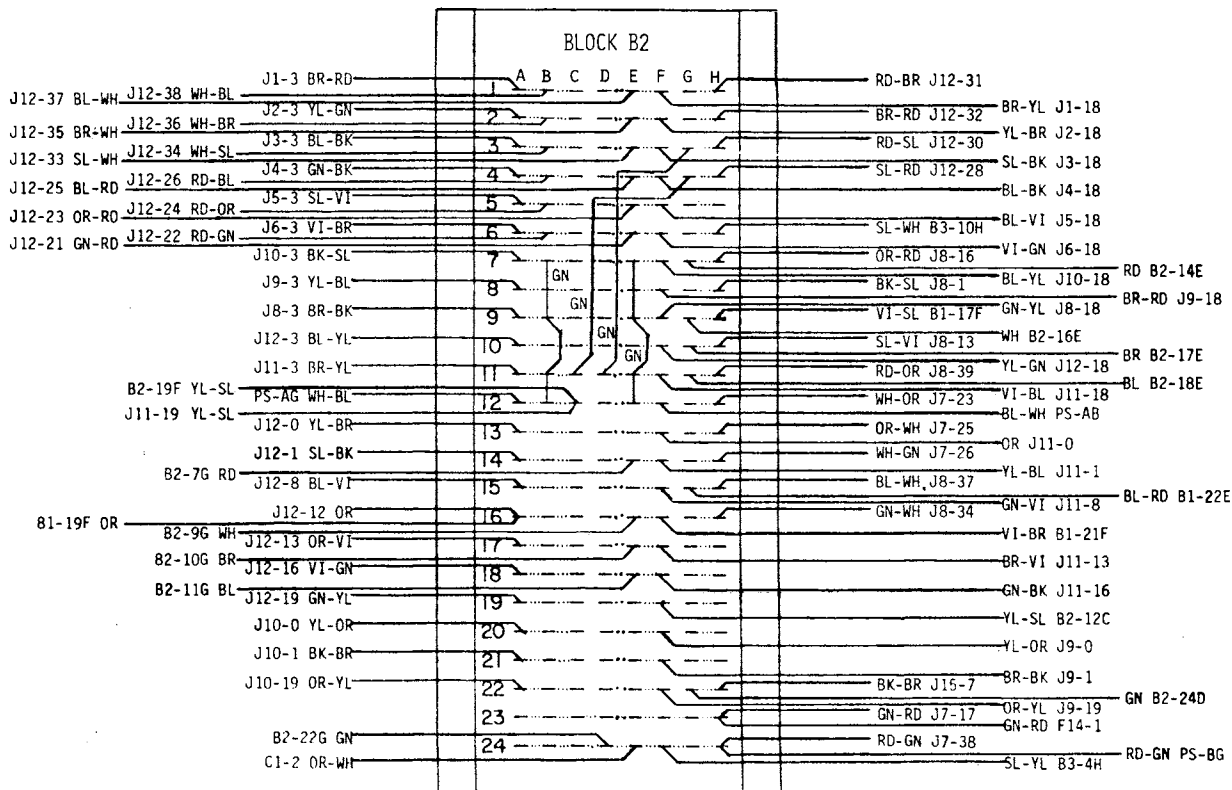 BLOCK B2
A B C D E F G H
J1-3 BR-RD 1 RD-BR J12-31
J12-37 BL-WH J12-38 WH-BL BR-YL J1-18
J2-3 YL-GN 2 BR-RD J12-32
J12-35 BR-WH J12-36 WH-BR YL-BR J2-18
J3-3 BL-BK 3 RD-SL J12-30
J12-33 SL-WH J12-34 WH-SL SL-BK J3-18
J4-3 GN-BK 4 SL-RD J12-28
J12-25 BL-RD J12-26 RD-BL BL-BK J4-18
J5-3 SL-VI 5
J12-23 OR-RD J12-24 RD-OR BL-VI J5-18
J6-3 VI-BR 6 SL-WH B3-10H
J12-21 GN-RD J12-22 RD-GN VI-GN J6-18
J10-3 BK-SL 7 OR-RD J8-16
GN BL-YL J10-18 RD B2-14E
J9-3 YL-BL 8 BK-SL J8-1
BR-RD J9-18
GN GN-YL J8-18
J8-3 BR-BK 9 VI-SL B1-17F
GN WH B2-16E
J12-3 BL-YL 10 SL-VI J8-13
GN YL-GN J12-18 BR B2-17E
J11-3 BR-YL 11 RD-OR J8-39
B2-19F YL-SL VI-BL J11-18 BL B2-18E
PS-AG WH-BL 12 WH-OR J7-23
J11-19 YL-SL BL-WH PS-AB
J12-0 YL-BR 13 OR-WH J7-25
OR J11-0
J12-1 SL-BK 14 WH-GN J7-26
B2-7G RD YL-BL J11-1
J12-8 BL-VI 15 BL-WH J8-37
GN-VI J11-8 BL-RD B1-22E
J12-12 OR 16 GN-WH J8-34
81-19F OR
B2-9G WH VI-BR B1-21F
J12-13 OR-VI 17
82-10G BR BR-VI J11-13
J12-16 VI-GN 18
B2-11G BL GN-BK J11-16
J12-19 GN-YL 19
YL-SL B2-12C
J10-0 YL-OR 20
YL-OR J9-0
J10-1 BK-BR 21
BR-BK J9-1
J10-19 OR-YL 22 BK-BR J15-7
OR-YL J9-19 GN B2-24D
23 GN-RD J7-17
GN-RD F14-1
B2-22G GN 24 RD-GN J7-38
C1-2 OR-WH SL-YL B3-4H RD-GN PS-BG